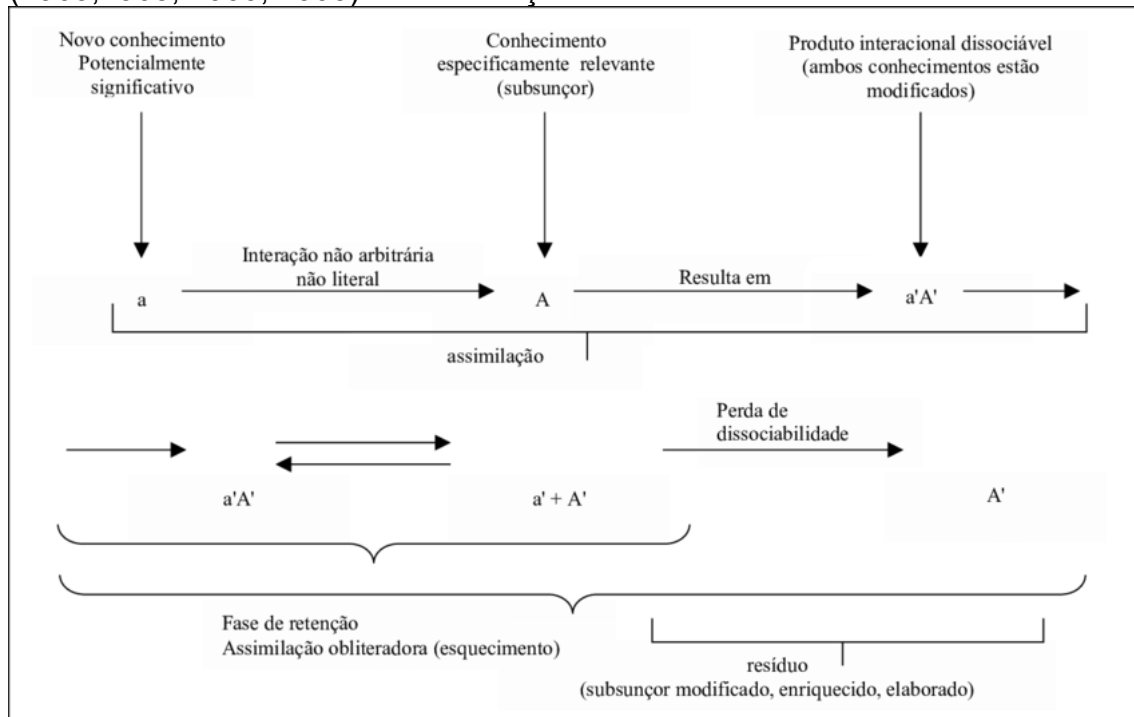 Novo conhecimento
Potencialmente
significativo
Conhecimento
especificamente relevante
(subsunçor)
Produto interacional dissociável
(ambos conhecimentos estão
modificados)
Interação não arbitrária
não literal
Resulta em
a
A
a'A'
assimilação
Perda de
dissociabilidade
a'A'
a' + A'
A'
Fase de retenção
Assimilação obliteradora (esquecimento)
resíduo
(subsunçor modificado, enriquecido, elaborado)